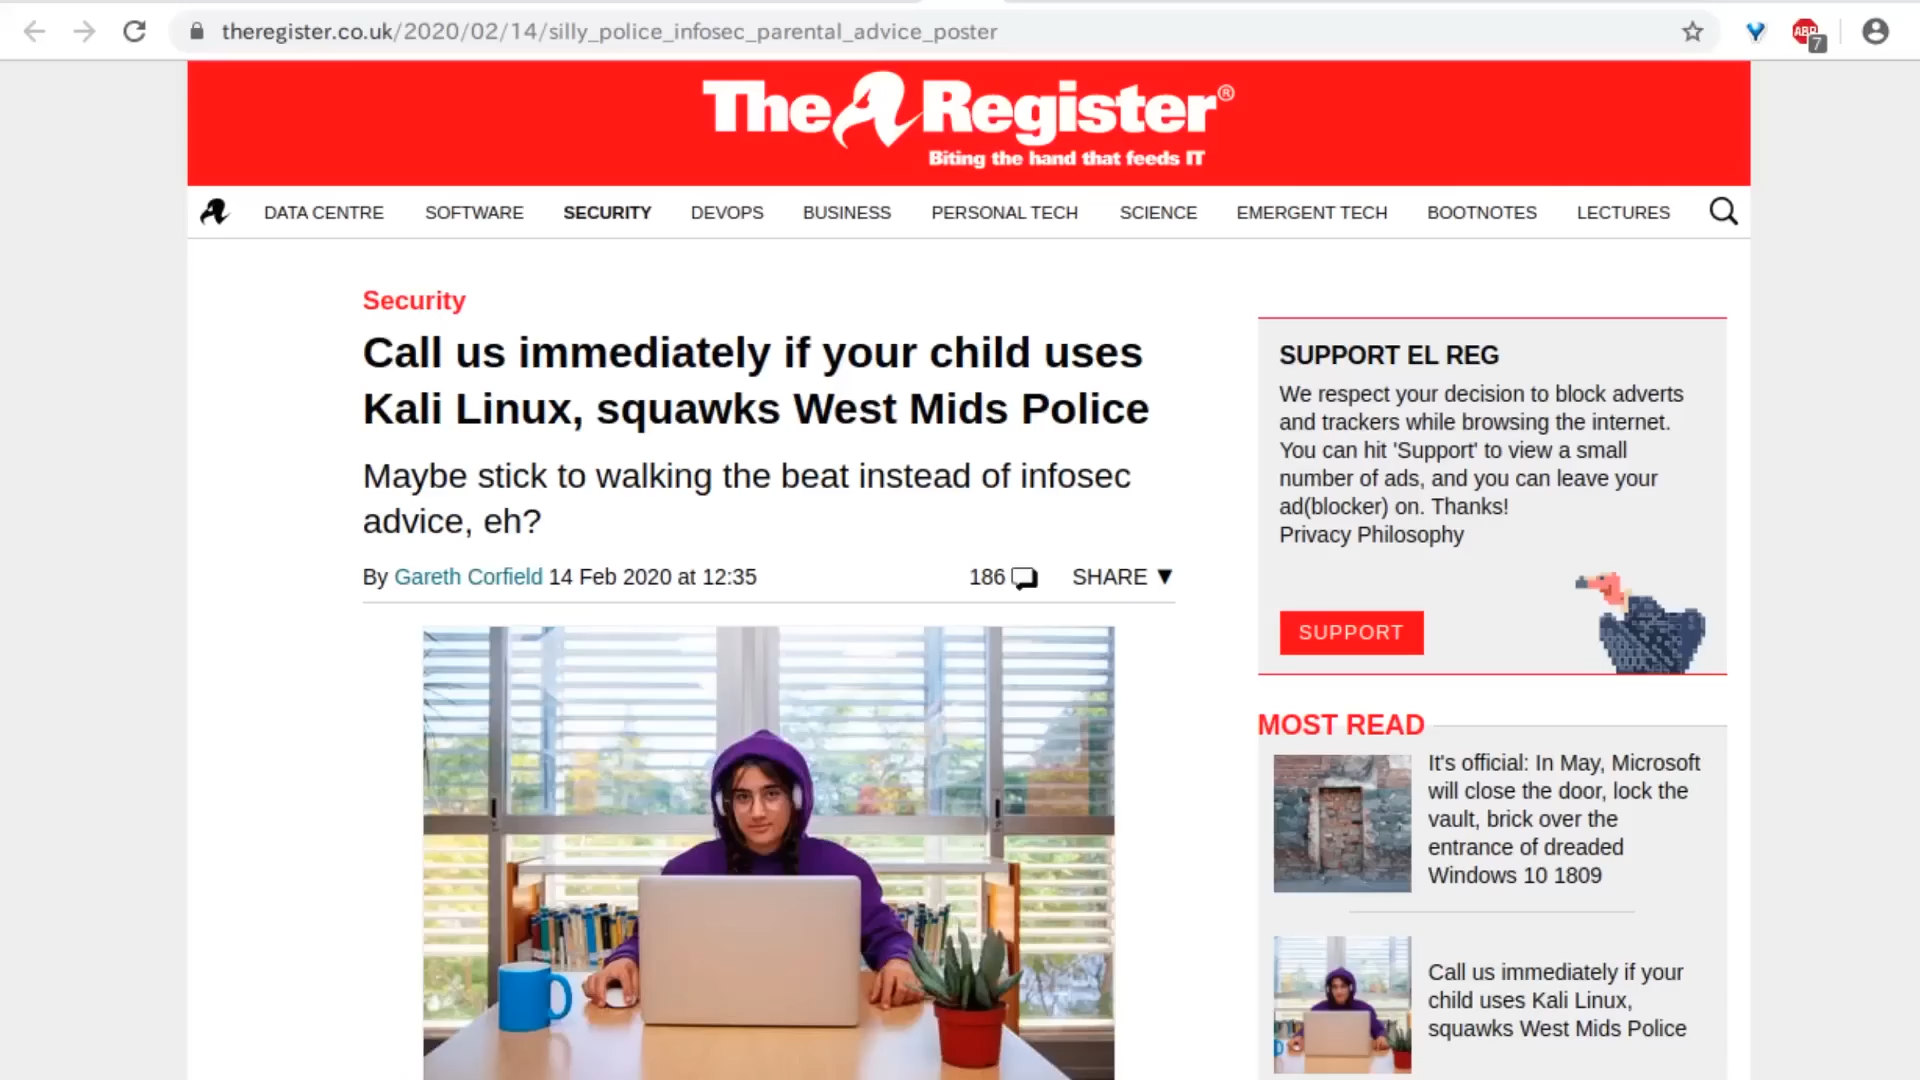 theregister.co.uk/2020/02/14/silly_police_infosec_parental_advice_poster
ABP
7
The Register®
Biting the hand that feeds IT
DATA CENTRE SOFTWARE SECURITY DEVOPS BUSINESS PERSONAL TECH SCIENCE EMERGENT TECH BOOTNOTES LECTURES
Security
Call us immediately if your child uses
Kali Linux, squawks West Mids Police
Maybe stick to walking the beat instead of infosec
advice, eh?
By Gareth Corfield 14 Feb 2020 at 12:35
186 SHARE ▼
SUPPORT EL REG
We respect your decision to block adverts
and trackers while browsing the internet.
You can hit 'Support' to view a small
number of ads, and you can leave your
ad(blocker) on. Thanks!
Privacy Philosophy
SUPPORT
MOST READ
It's official: In May, Microsoft
will close the door, lock the
vault, brick over the
entrance of dreaded
Windows 10 1809
Call us immediately if your
child uses Kali Linux,
squawks West Mids Police